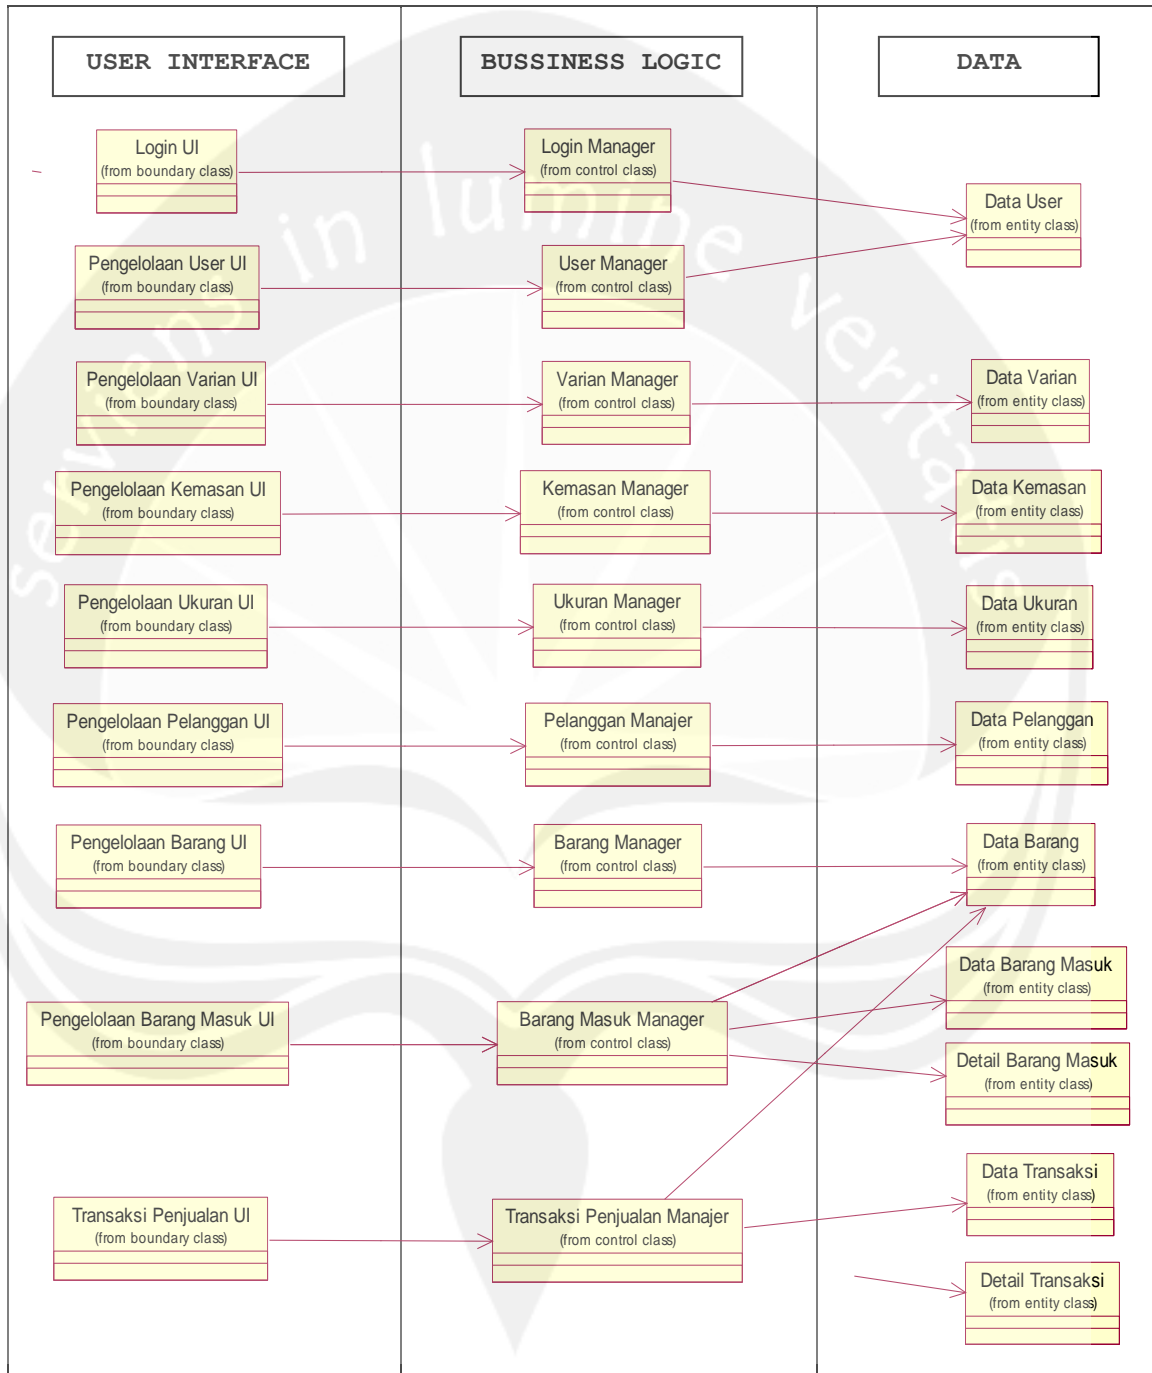 USER INTERFACE
BUSSINESS LOGIC
DATA
Login UI
(from boundary class)
Login Manager
(from control class)
Data User
(from entity class)
Pengelolaan User UI
(from boundary class)
User Manager
(from control class)
Pengelolaan Varian UI
(from boundary class)
Varian Manager
(from control class)
Data Varian
(from entity class)
Pengelolaan Kemasan UI
(from boundary class)
Kemasan Manager
(from control class)
Data Kemasan
(from entity class)
Pengelolaan Ukuran UI
(from boundary class)
Ukuran Manager
(from control class)
Data Ukuran
(from entity class)
Pengelolaan Pelanggan UI
(from boundary class)
Pelanggan Manajer
(from control class)
Data Pelanggan
(from entity class)
Pengelolaan Barang UI
(from boundary class)
Barang Manager
(from control class)
Data Barang
(from entity class)
Pengelolaan Barang Masuk UI
(from boundary class)
Barang Masuk Manager
(from control class)
Data Barang Masuk
(from entity class)
Detail Barang Masuk
(from entity class)
Transaksi Penjualan UI
(from boundary class)
Transaksi Penjualan Manajer
(from control class)
Data Transaksi
(from entity class)
Detail Transaksi
(from entity class)
serviens in lumine veritatis